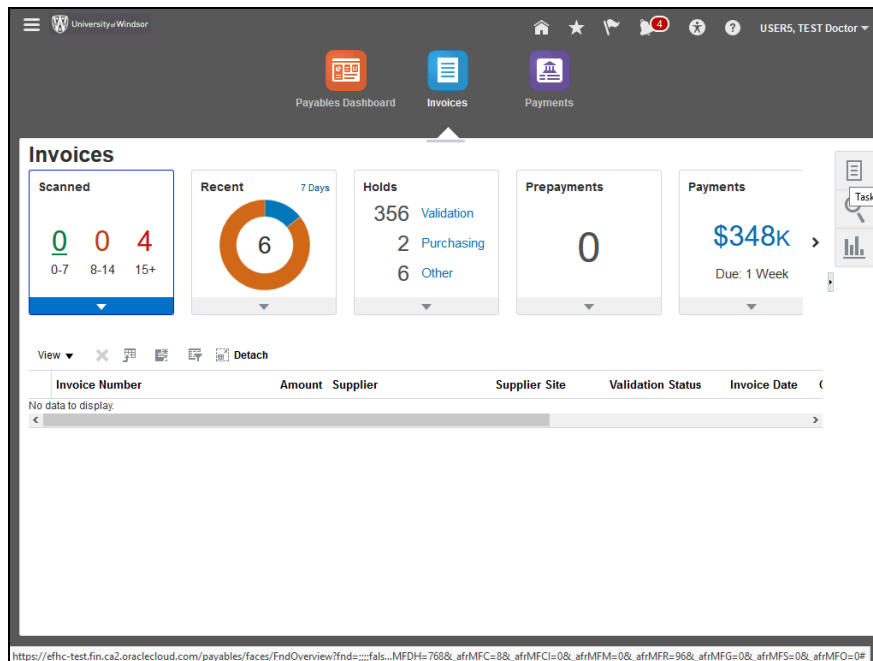 University of Windsor
4
USER5, TEST Doctor
Payables Dashboard
Invoices
Payments
Invoices
Scanned
0 0 4
0-7 8-14 15+
Recent 7 Days
6
Holds
356 Validation
2 Purchasing
6 Other
Prepayments
0
Payments
$348K
Due: 1 Week
Task
View Detach
Invoice Number Amount Supplier Supplier Site Validation Status Invoice Date
No data to display.
https://efhc-test.fin.ca2.oraclecloud.com/payables/faces/FndOverview?fnd=;;;;fals...MFDH=768&_afrMFC=8&_afrMFCI=0&_afrMFM=0&_afrMFR=96&_afrMFG=0&_afrMFS=0&_afrMFO=0#